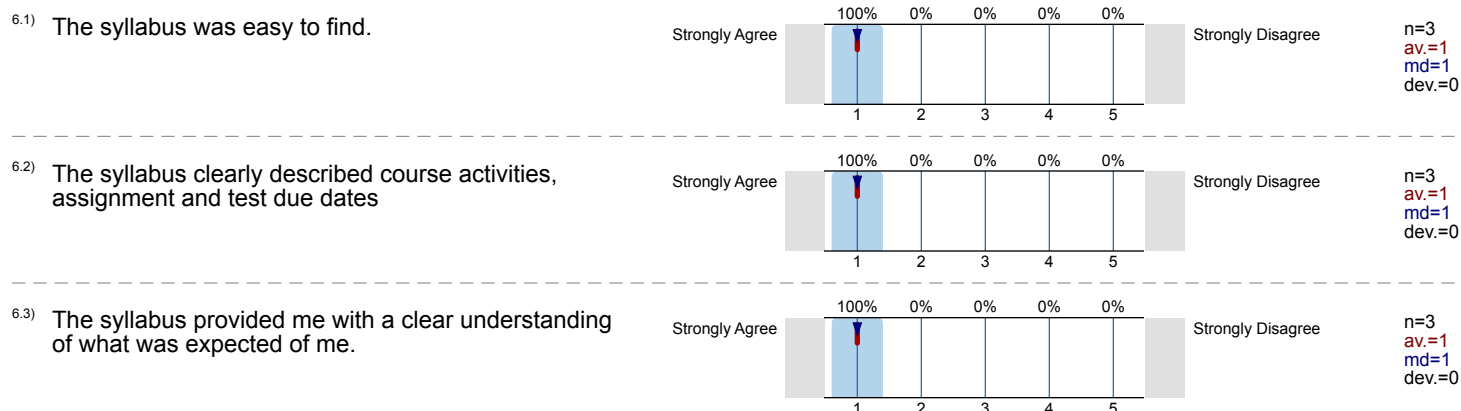 6.1) The syllabus was easy to find.
100% 0% 0% 0% 0%
Strongly Agree Strongly Disagree
1 2 3 4 5
n=3
av.=1
md=1
dev.=0
6.2) The syllabus clearly described course activities,
assignment and test due dates
100% 0% 0% 0% 0%
Strongly Agree Strongly Disagree
1 2 3 4 5
n=3
av.=1
md=1
dev.=0
6.3) The syllabus provided me with a clear understanding
of what was expected of me.
100% 0% 0% 0% 0%
Strongly Agree Strongly Disagree
1 2 3 4 5
n=3
av.=1
md=1
dev.=0